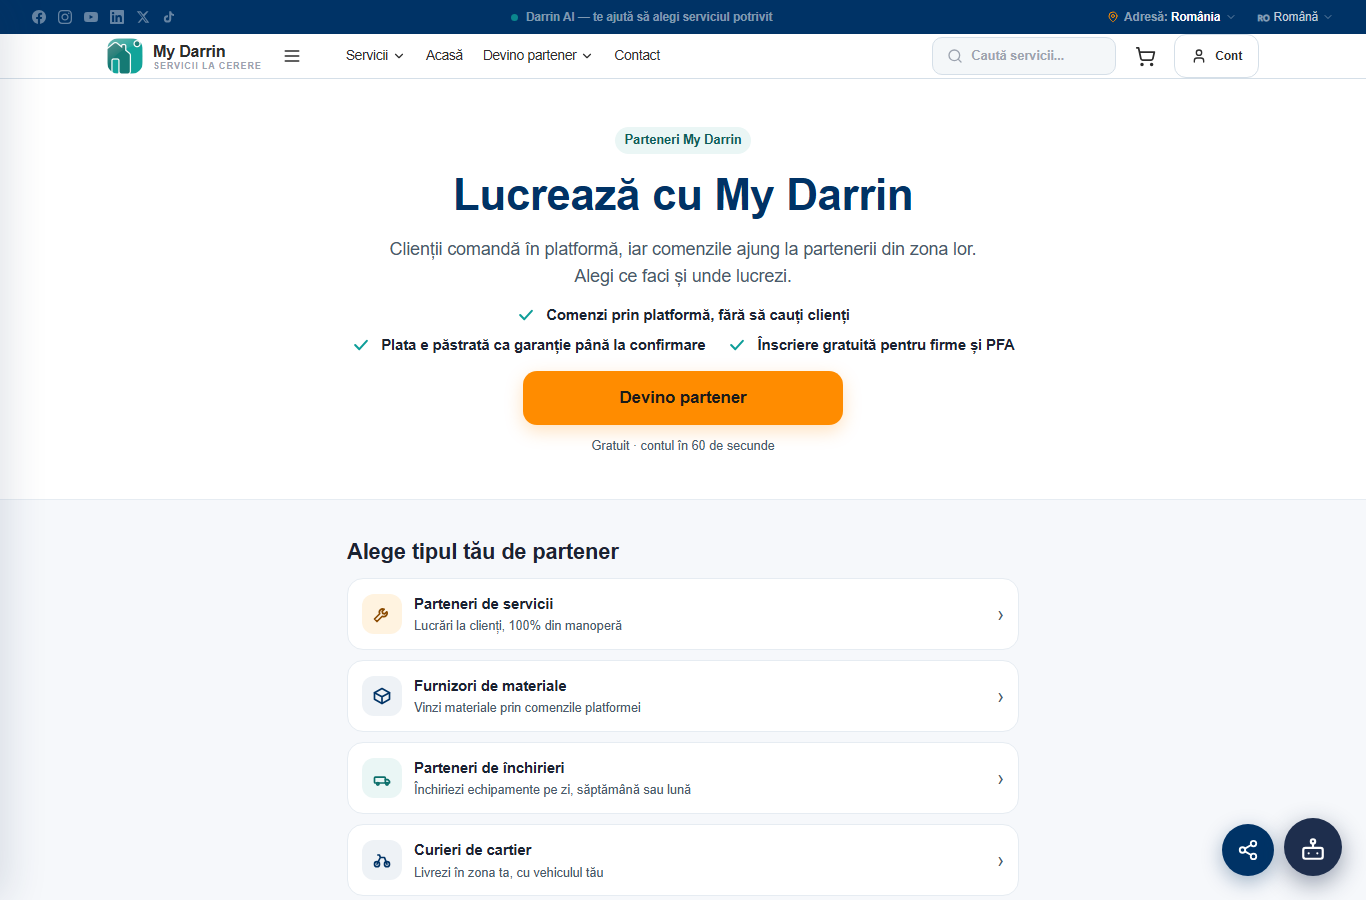 Darrin AI — te ajută să alegi serviciul potrivit
Adresă: România
RO Română
My Darrin
SERVICII LA CERERE
Servicii
Acasă
Devino partener
Contact
Caută servicii...
Cont
Parteneri My Darrin
Lucrează cu My Darrin
Clienții comandă în platformă, iar comenzile ajung la partenerii din zona lor.
Alegi ce faci și unde lucrezi.
Comenzi prin platformă, fără să cauți clienți
Plata e păstrată ca garanție până la confirmare
Înscriere gratuită pentru firme și PFA
Devino partener
Gratuit · contul în 60 de secunde
Alege tipul tău de partener
Parteneri de servicii
Lucrări la clienți, 100% din manoperă
›
Furnizori de materiale
Vinzi materiale prin comenzile platformei
›
Parteneri de închirieri
Închiriezi echipamente pe zi, săptămână sau lună
›
Curieri de cartier
Livrezi în zona ta, cu vehiculul tău
›